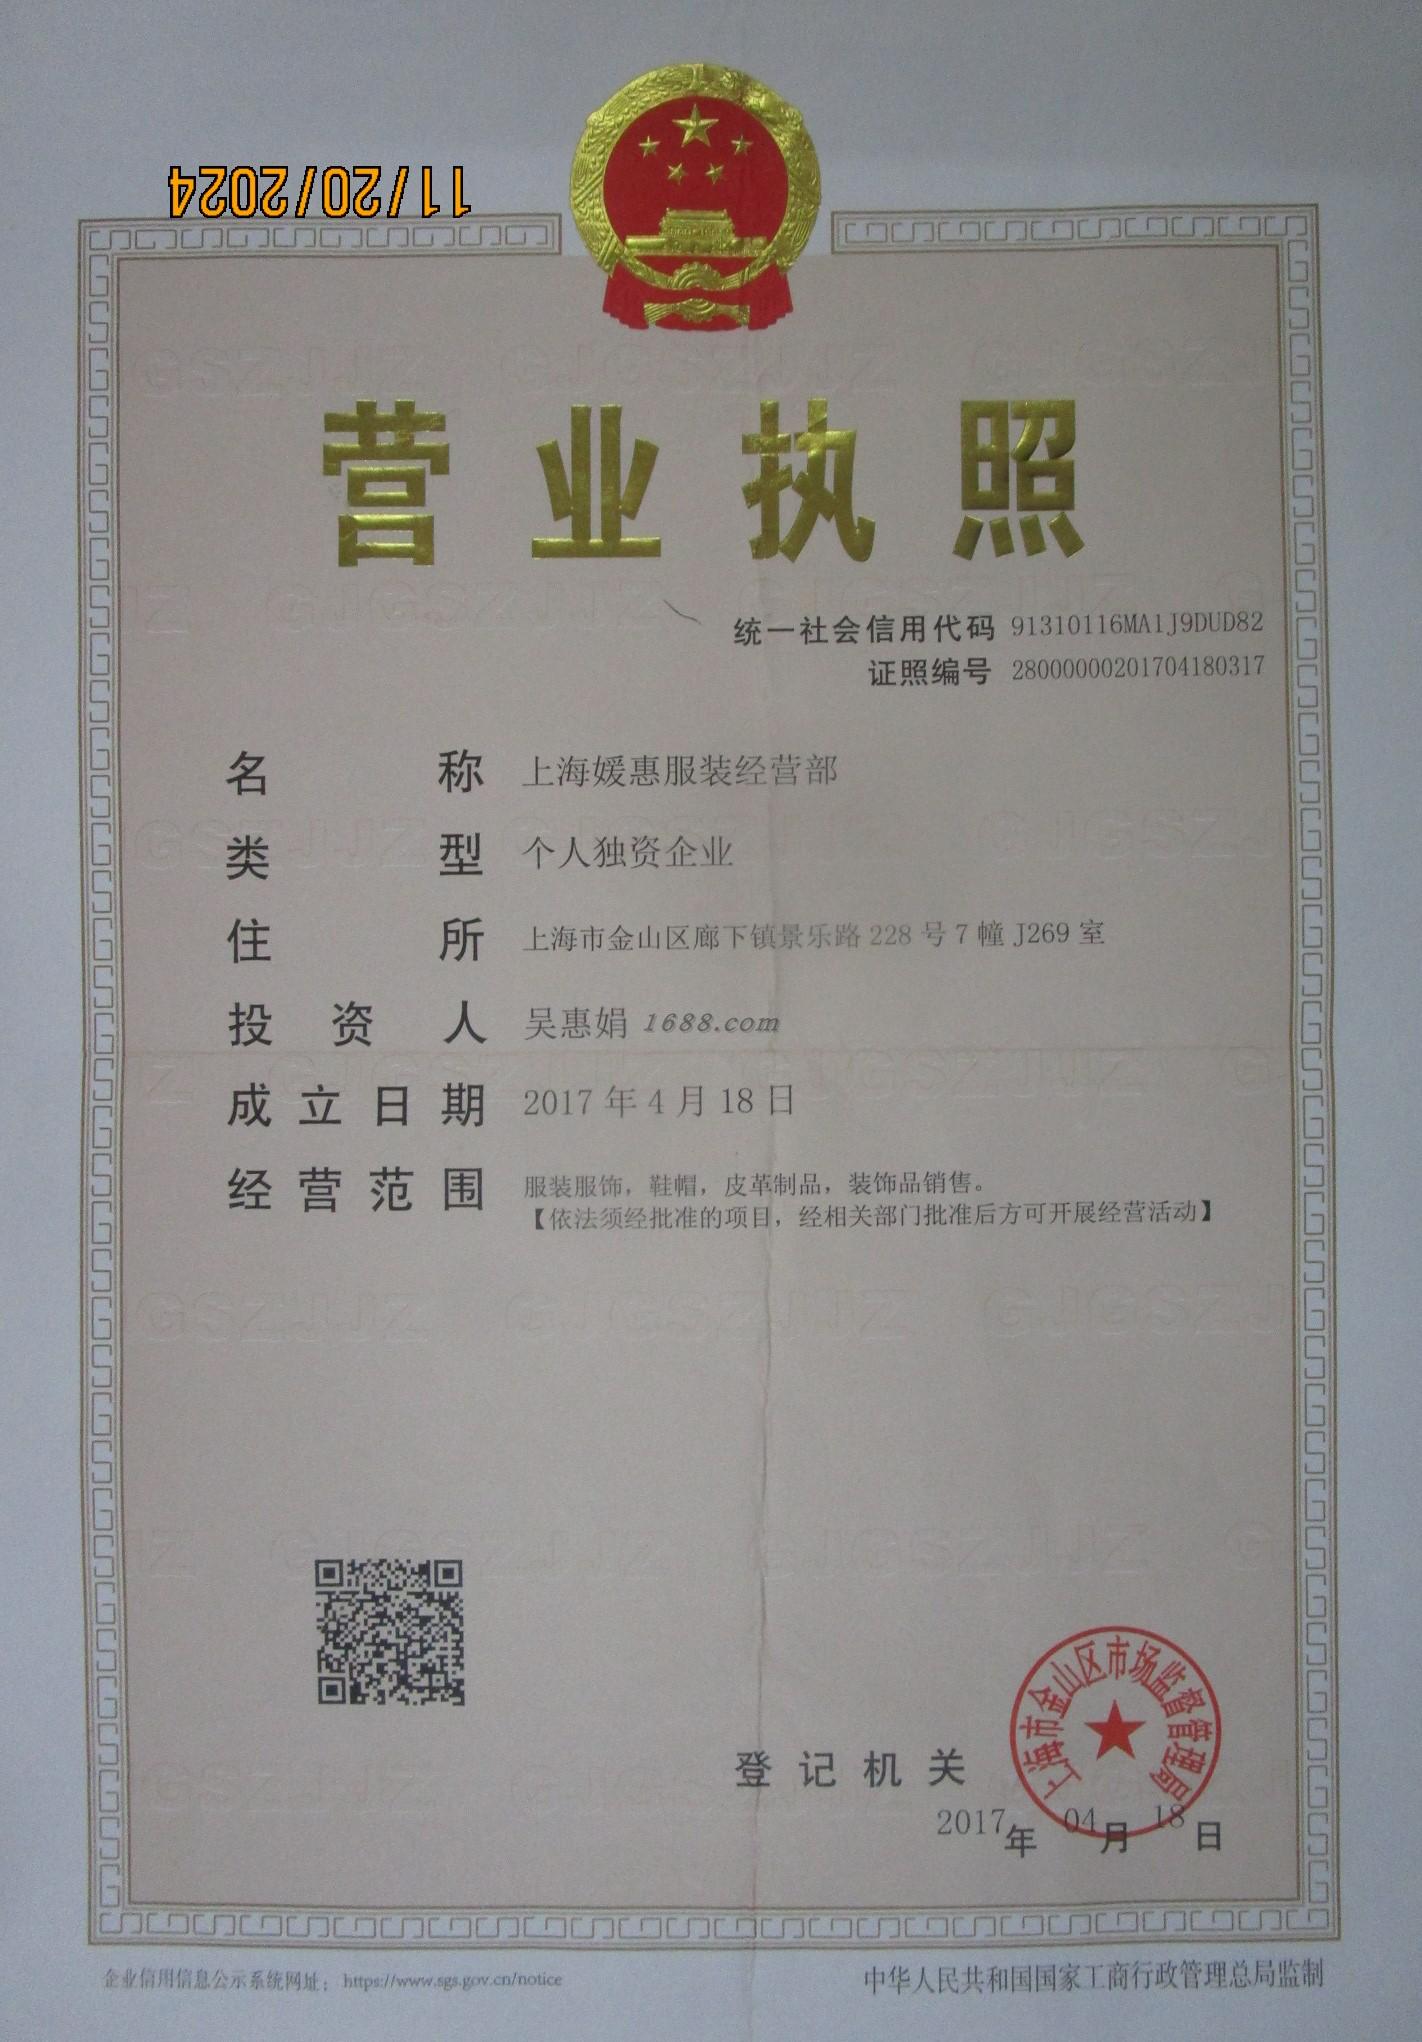 11/20/2024
营业执照
统一社会信用代码 91310116MA1J9DUD82
证照编号 28000000201704180317
名称 上海媛惠服装经营部
类型 个人独资企业
住所 上海市金山区廊下镇景乐路228号7幢J269室
投资人 吴惠娟 1688.com
成立日期 2017年4月18日
经营范围 服装服饰，鞋帽，皮革制品，装饰品销售。
【依法须经批准的项目，经相关部门批准后方可开展经营活动】
上海市金山区市场监督管理局
登记机关
2017年04月18日
企业信用信息公示系统网址：https://www.sgs.gov.cn/notice
中华人民共和国国家工商行政管理总局监制